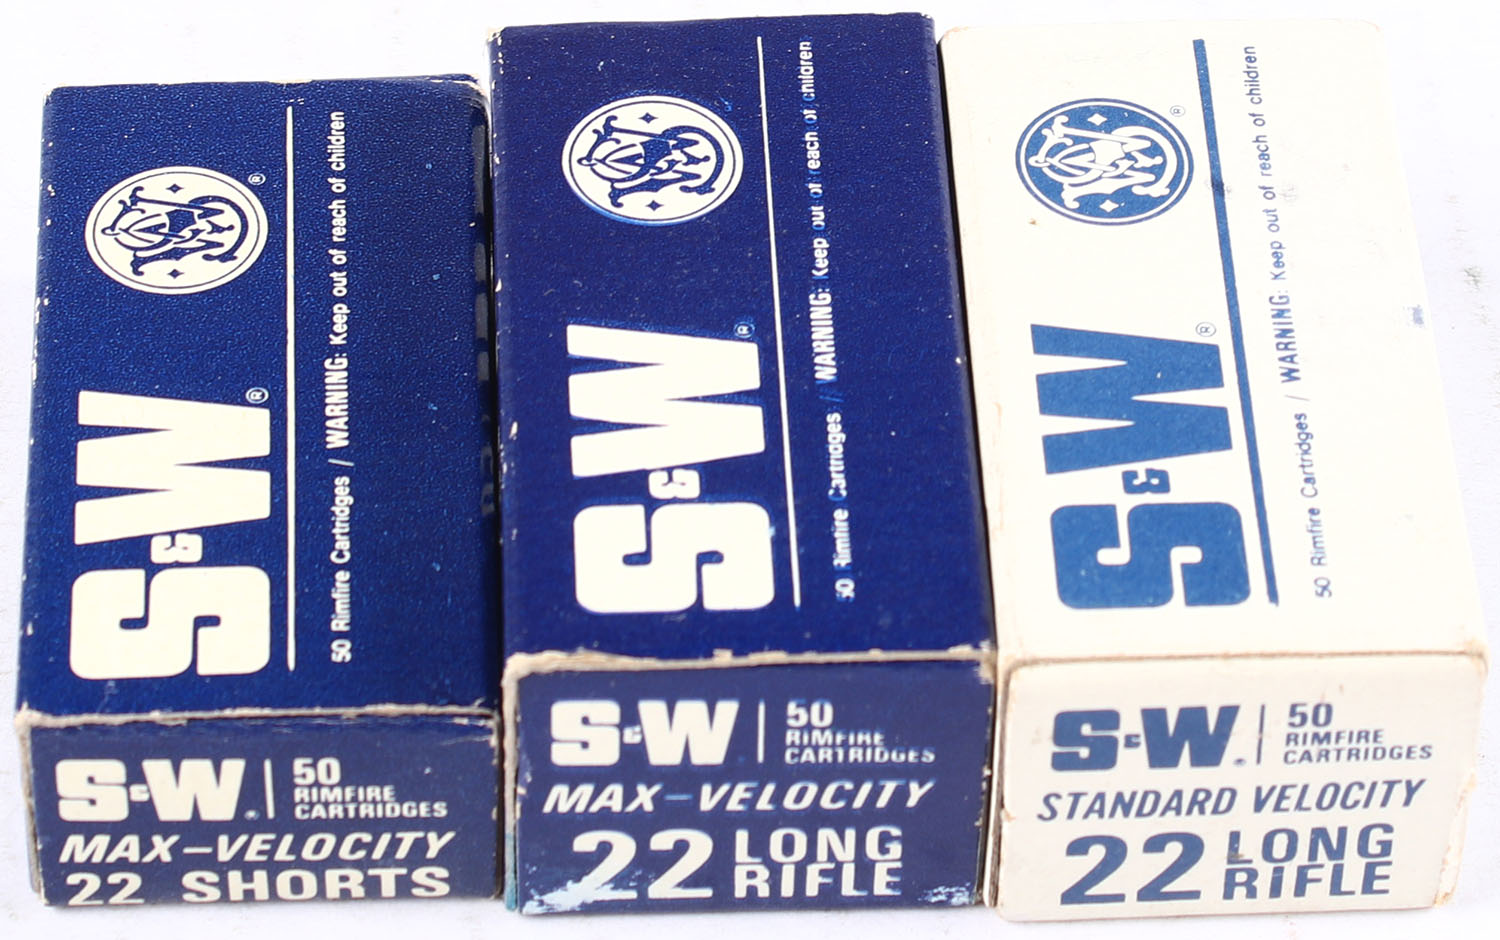 S&W®
50 Rimfire Cartridges / WARNING: Keep out of reach of children
S&W® | 50
RIMFIRE
CARTRIDGES
MAX-VELOCITY
22 SHORTS
S&W®
50 Rimfire Cartridges / WARNING: Keep out of reach of children
S&W | 50
RIMFIRE
CARTRIDGES
MAX-VELOCITY
22 LONG
RIFLE
S&W®
50 Rimfire Cartridges / WARNING: Keep out of reach of children
S&W® | 50
RIMFIRE
CARTRIDGES
STANDARD VELOCITY
22 LONG
RIFLE